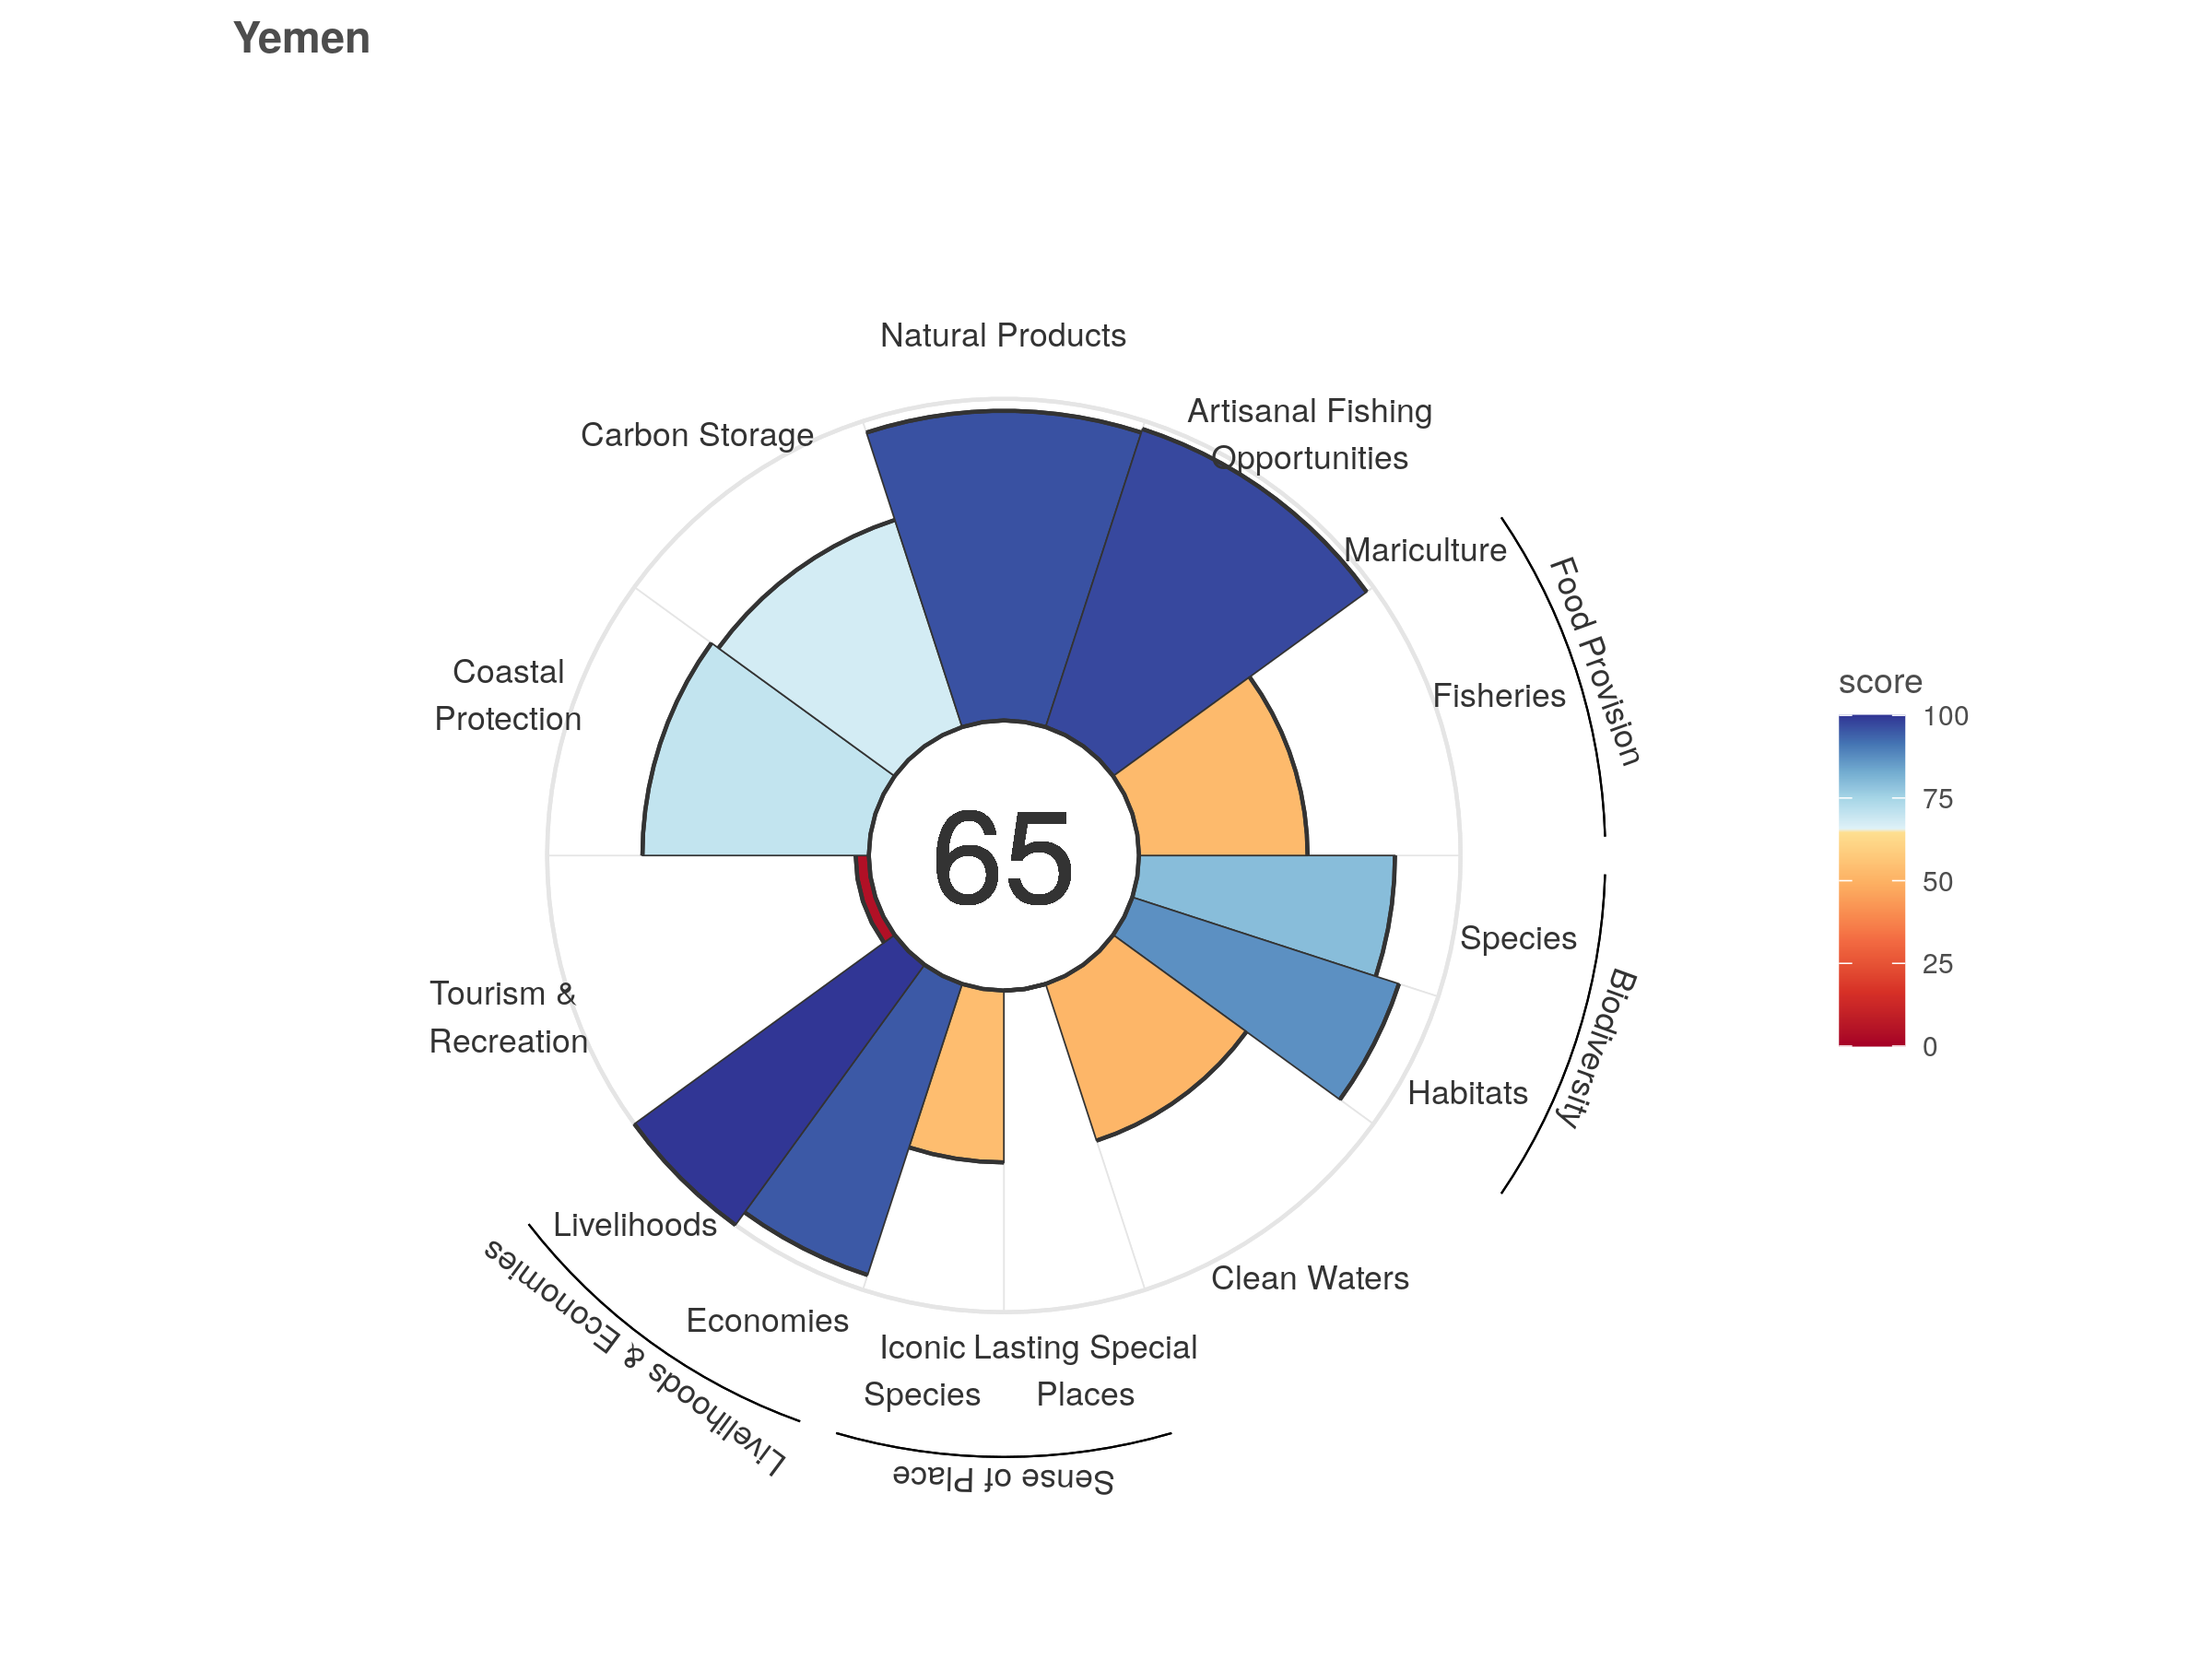 Yemen
Natural Products
Artisanal Fishing
Opportunities
Carbon Storage
Mariculture
Food Provision
Fisheries
Coastal
Protection
65
Species
Biodiversity
Habitats
Tourism &
Recreation
Livelihoods
Clean Waters
Economies
Livelihoods & Economies
Iconic
Species
Lasting Special
Places
Sense of Place
score
100
75
50
25
0